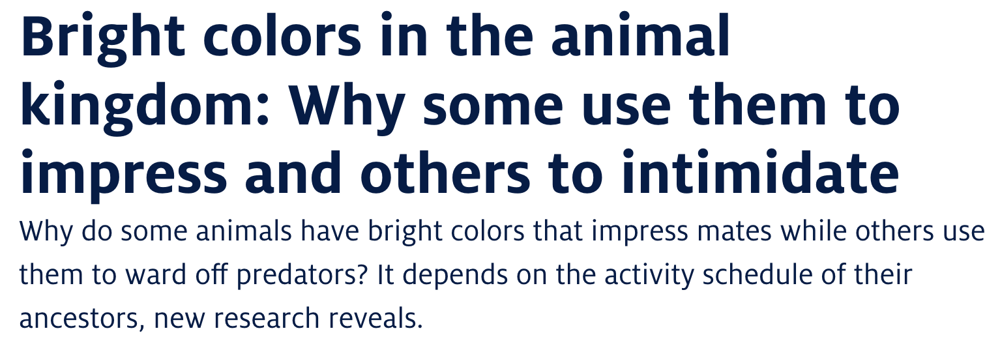 Bright colors in the animal
kingdom: Why some use them to
impress and others to intimidate
Why do some animals have bright colors that impress mates while others use
them to ward off predators? It depends on the activity schedule of their
ancestors, new research reveals.